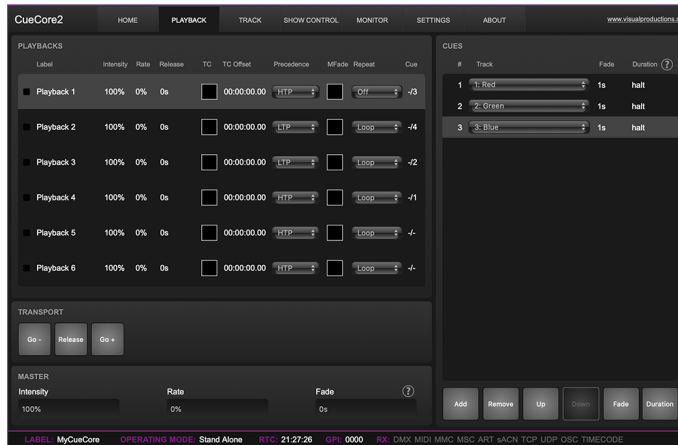 CueCore2 HOME PLAYBACK TRACK SHOW CONTROL MONITOR SETTINGS ABOUT www.visualproductions.n
PLAYBACKS
Label Intensity Rate Release TC TC Offset Precedence MFade Repeat Cue
Playback 1 100% 0% 0s 00:00:00.00 HTP Off -/3
Playback 2 100% 0% 0s 00:00:00.00 LTP Loop -/4
Playback 3 100% 0% 0s 00:00:00.00 LTP Loop -/2
Playback 4 100% 0% 0s 00:00:00.00 HTP Loop -/1
Playback 5 100% 0% 0s 00:00:00.00 HTP Loop -/-
Playback 6 100% 0% 0s 00:00:00.00 HTP Loop -/-
TRANSPORT
Go - Release Go +
MASTER
Intensity Rate Fade ?
100% 0% 0s
CUES
# Track Fade Duration ?
1 1: Red 1s halt
2 2: Green 1s halt
3 3: Blue 1s halt
Add Remove Up Down Fade Duration
LABEL: MyCueCore OPERATING MODE: Stand Alone RTC: 21:27:26 GPI: 0000 RX: DMX MIDI MMC MSC ART sACN TCP UDP OSC TIMECODE